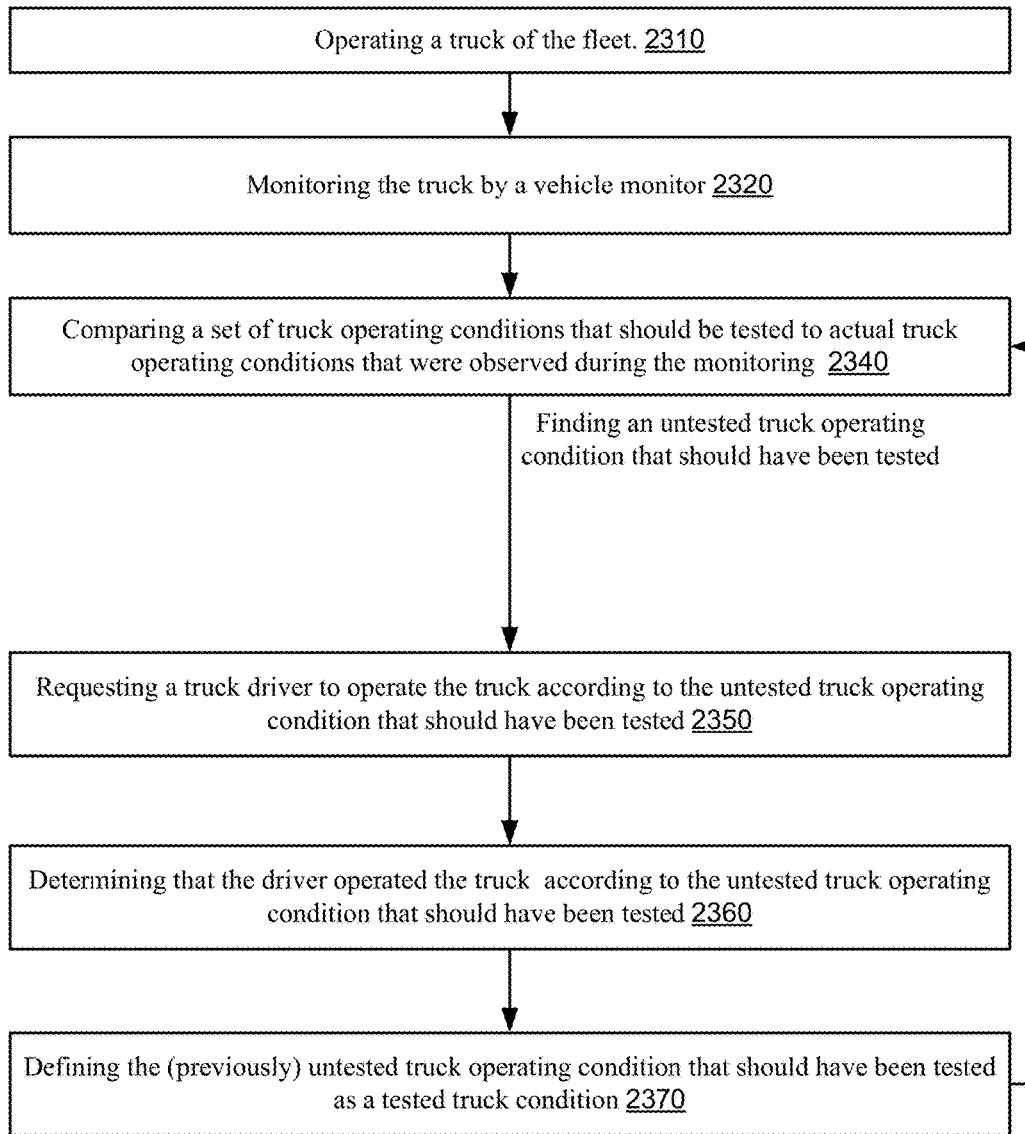 Operating a truck of the fleet. 2310
Monitoring the truck by a vehicle monitor 2320
Comparing a set of truck operating conditions that should be tested to actual truck
operating conditions that were observed during the monitoring 2340
Finding an untested truck operating
condition that should have been tested
Requesting a truck driver to operate the truck according to the untested truck operating
condition that should have been tested 2350
Determining that the driver operated the truck according to the untested truck operating
condition that should have been tested 2360
Defining the (previously) untested truck operating condition that should have been tested
as a tested truck condition 2370